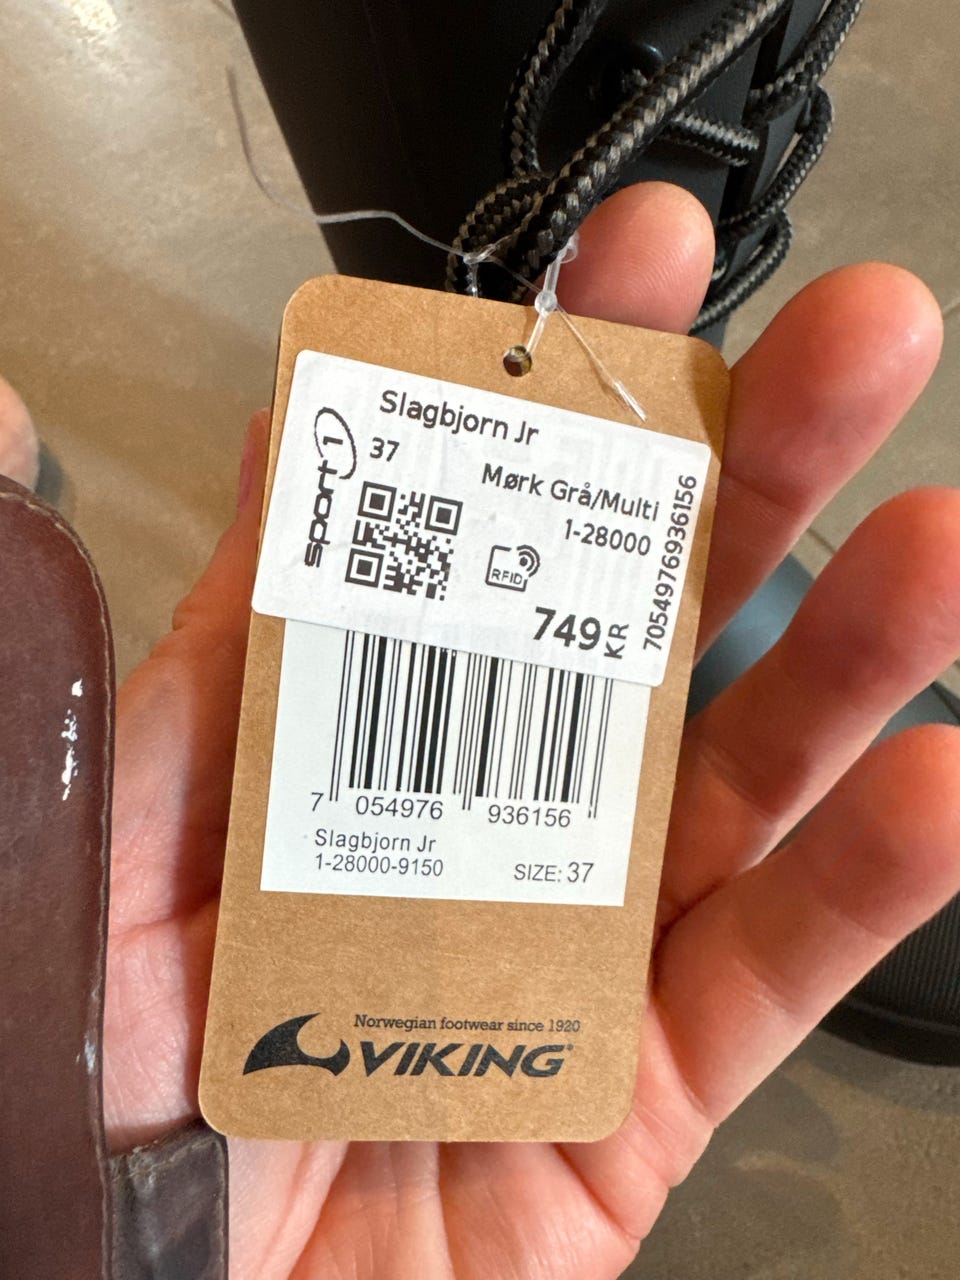 Slagbjorn Jr
37
Mørk Grå/Multi
1-28000
sport 1
RFID
749 KR
7054976936156
7 054976 936156
Slagbjorn Jr
1-28000-9150
SIZE: 37
Norwegian footwear since 1920
VIKING